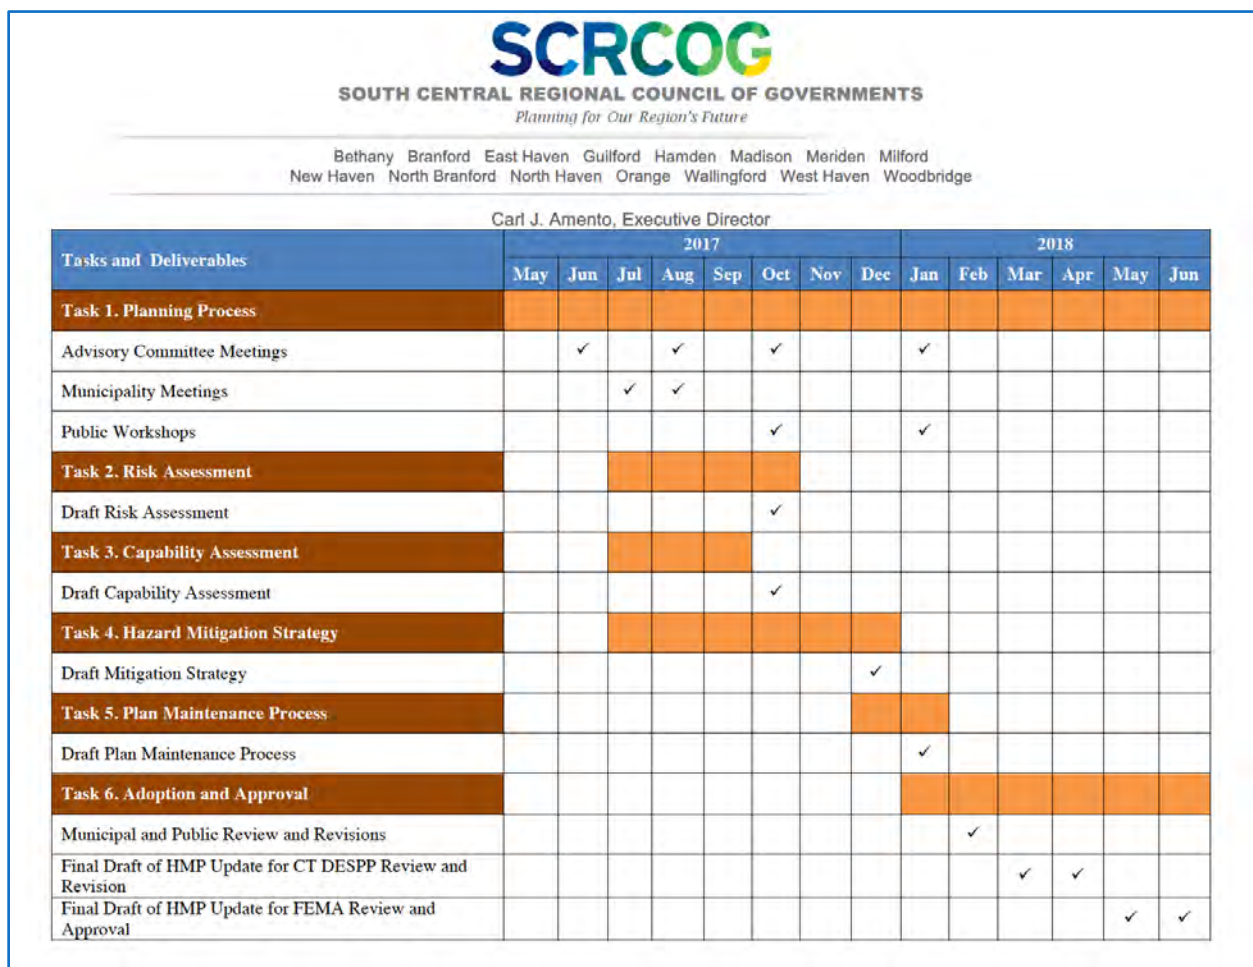 SCRCOG
SOUTH CENTRAL REGIONAL COUNCIL OF GOVERNMENTS
Planning for Our Region's Future
Bethany Branford East Haven Guilford Hamden Madison Meriden Milford
New Haven North Branford North Haven Orange Wallingford West Haven Woodbridge
Carl J. Amento, Executive Director
Tasks and Deliverables
2017 2018
May Jun Jul Aug Sep Oct Nov Dec Jan Feb Mar Apr May Jun
Task 1. Planning Process
Advisory Committee Meetings ✓ ✓ ✓ ✓
Municipality Meetings ✓ ✓
Public Workshops ✓ ✓
Task 2. Risk Assessment
Draft Risk Assessment ✓
Task 3. Capability Assessment
Draft Capability Assessment ✓
Task 4. Hazard Mitigation Strategy
Draft Mitigation Strategy ✓
Task 5. Plan Maintenance Process
Draft Plan Maintenance Process ✓
Task 6. Adoption and Approval
Municipal and Public Review and Revisions ✓
Final Draft of HMP Update for CT DESPP Review and
Revision ✓ ✓
Final Draft of HMP Update for FEMA Review and
Approval ✓ ✓